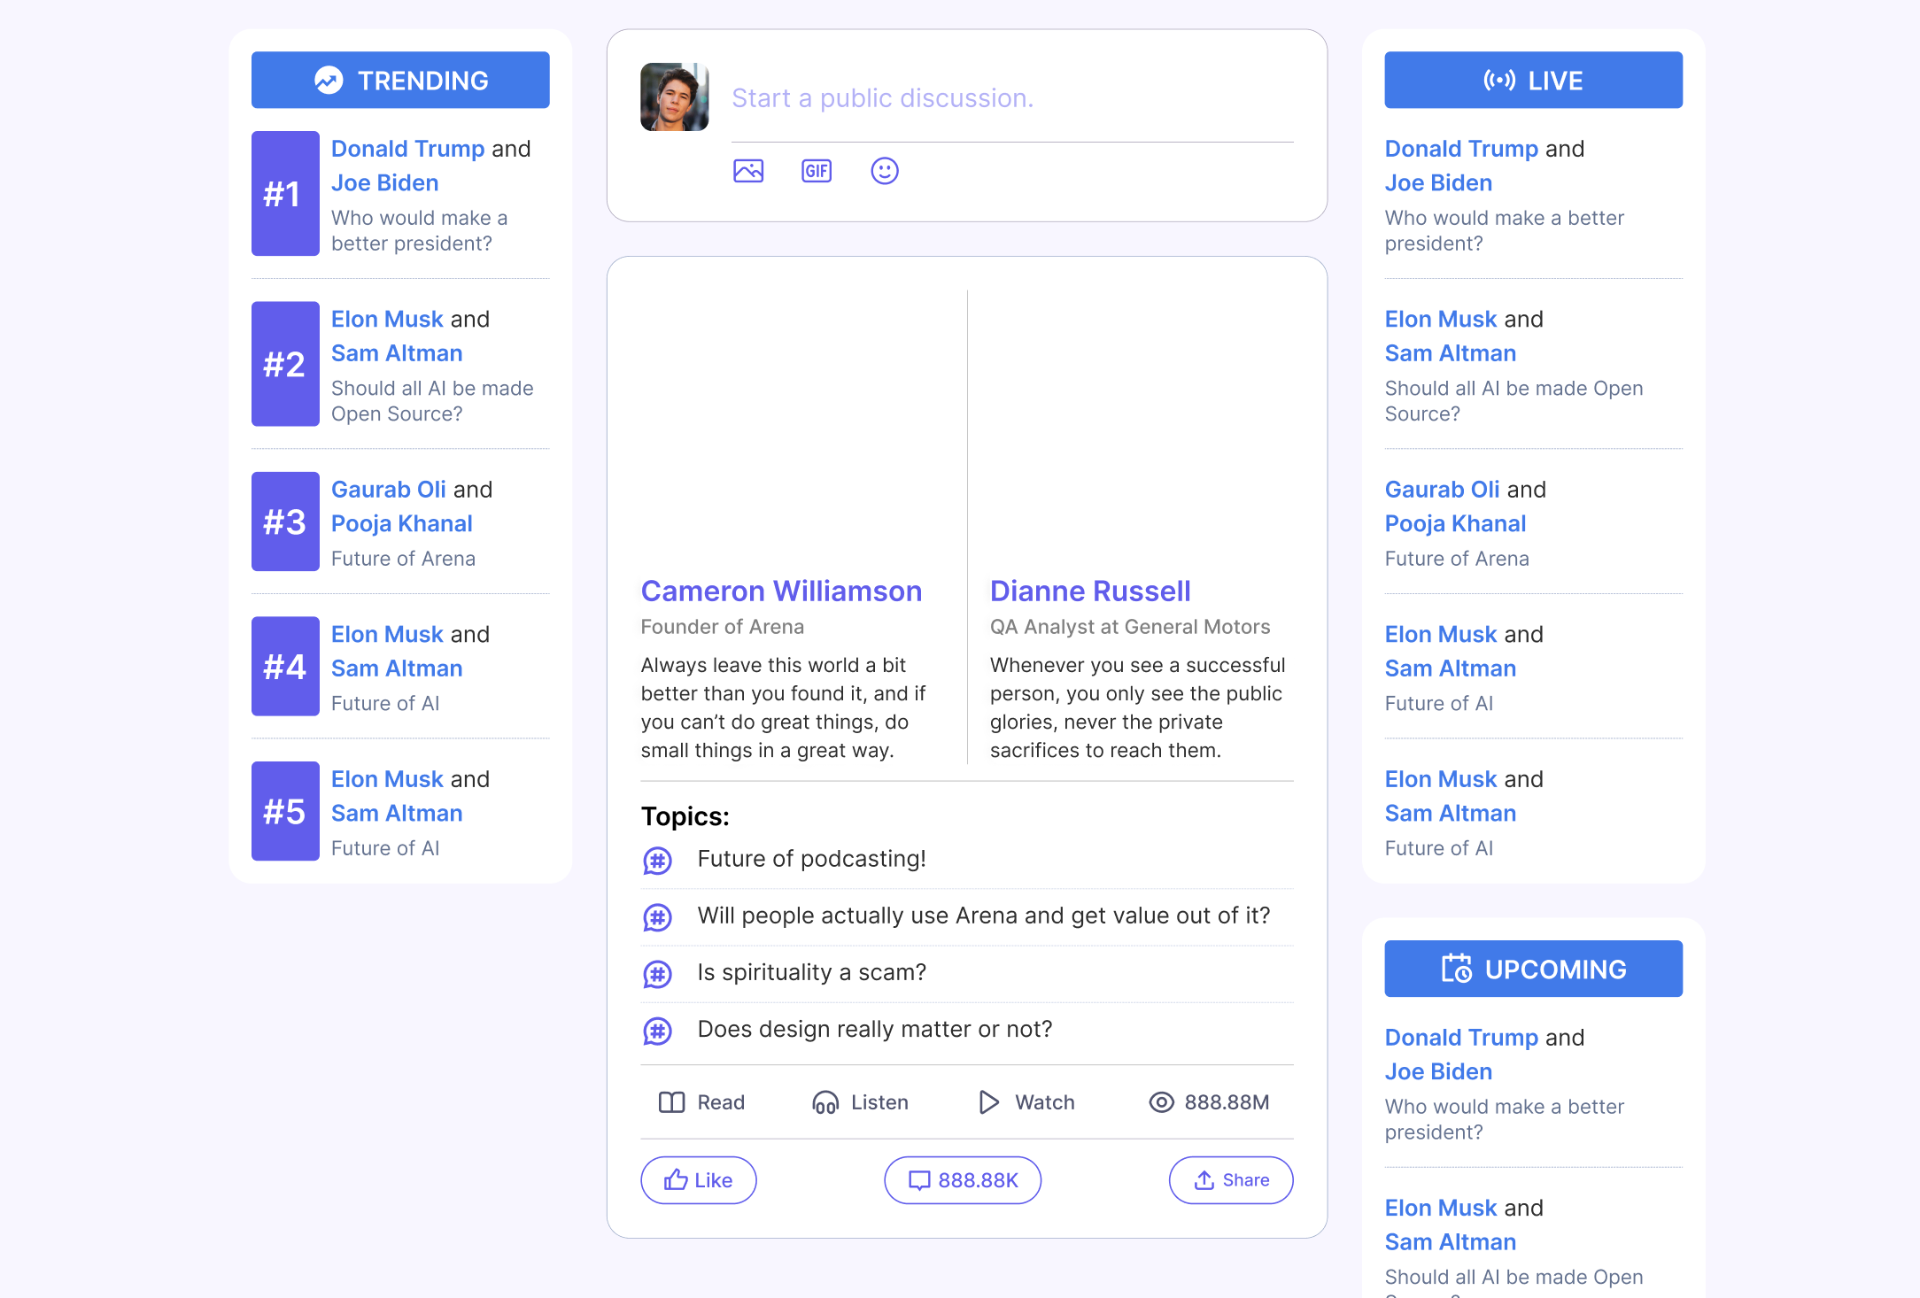 TRENDING
#1
Donald Trump and
Joe Biden
Who would make a
better president?
#2
Elon Musk and
Sam Altman
Should all AI be made
Open Source?
#3
Gaurab Oli and
Pooja Khanal
Future of Arena
#4
Elon Musk and
Sam Altman
Future of AI
#5
Elon Musk and
Sam Altman
Future of AI
Start a public discussion.
GIF
Cameron Williamson
Founder of Arena
Always leave this world a bit
better than you found it, and if
you can’t do great things, do
small things in a great way.
Dianne Russell
QA Analyst at General Motors
Whenever you see a successful
person, you only see the public
glories, never the private
sacrifices to reach them.
Topics:
# Future of podcasting!
# Will people actually use Arena and get value out of it?
# Is spirituality a scam?
# Does design really matter or not?
Read Listen Watch 888.88M
Like 888.88K Share
LIVE
Donald Trump and
Joe Biden
Who would make a better
president?
Elon Musk and
Sam Altman
Should all AI be made Open
Source?
Gaurab Oli and
Pooja Khanal
Future of Arena
Elon Musk and
Sam Altman
Future of AI
Elon Musk and
Sam Altman
Future of AI
UPCOMING
Donald Trump and
Joe Biden
Who would make a better
president?
Elon Musk and
Sam Altman
Should all AI be made Open